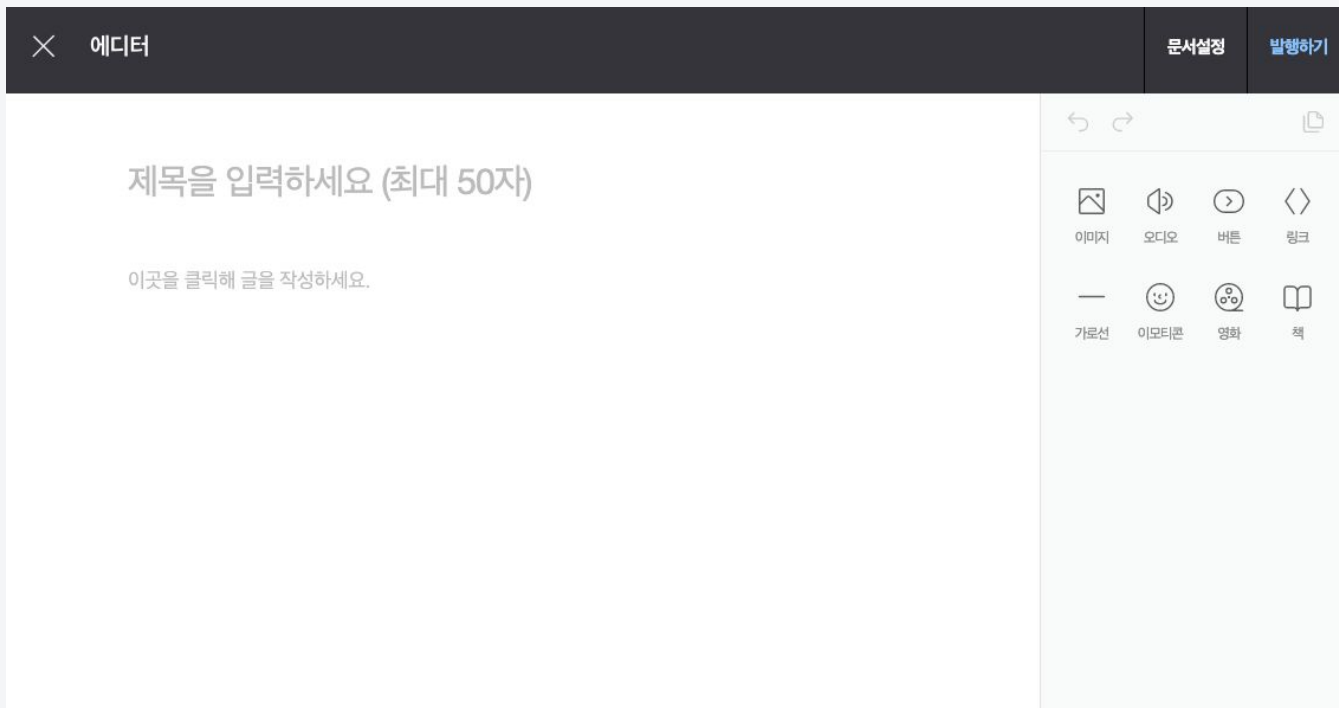 에디터
문서설정
발행하기
제목을 입력하세요 (최대 50자)
이곳을 클릭해 글을 작성하세요.
이미지 오디오 버튼 링크
가로선 이모티콘 영화 책